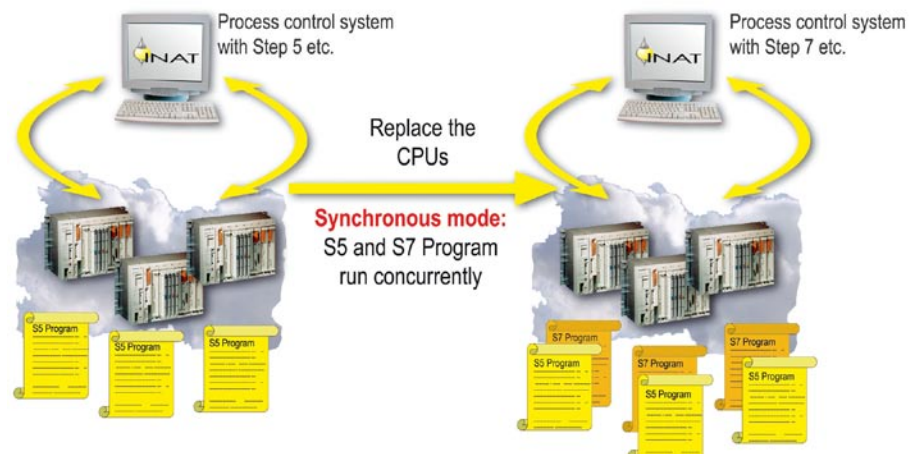 Process control system
with Step 5 etc.
INAT
Process control system
with Step 7 etc.
INAT
Replace the
CPUs
Synchronous mode:
S5 and S7 Program
run concurrently
S5 Program
S5 Program
S5 Program
S7 Program
S5 Program
S7 Program
S5 Program
S7 Program
S5 Program